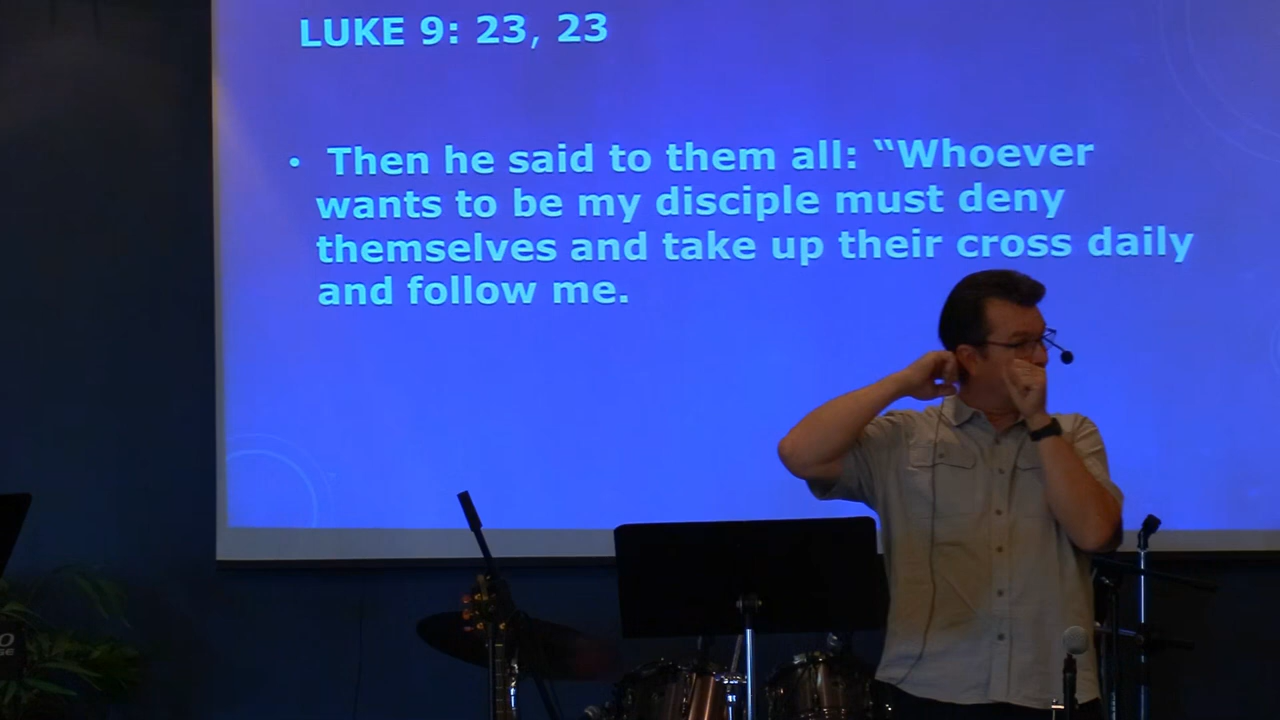 LUKE 9: 23, 23
• Then he said to them all: “Whoever
wants to be my disciple must deny
themselves and take up their cross daily
and follow me.